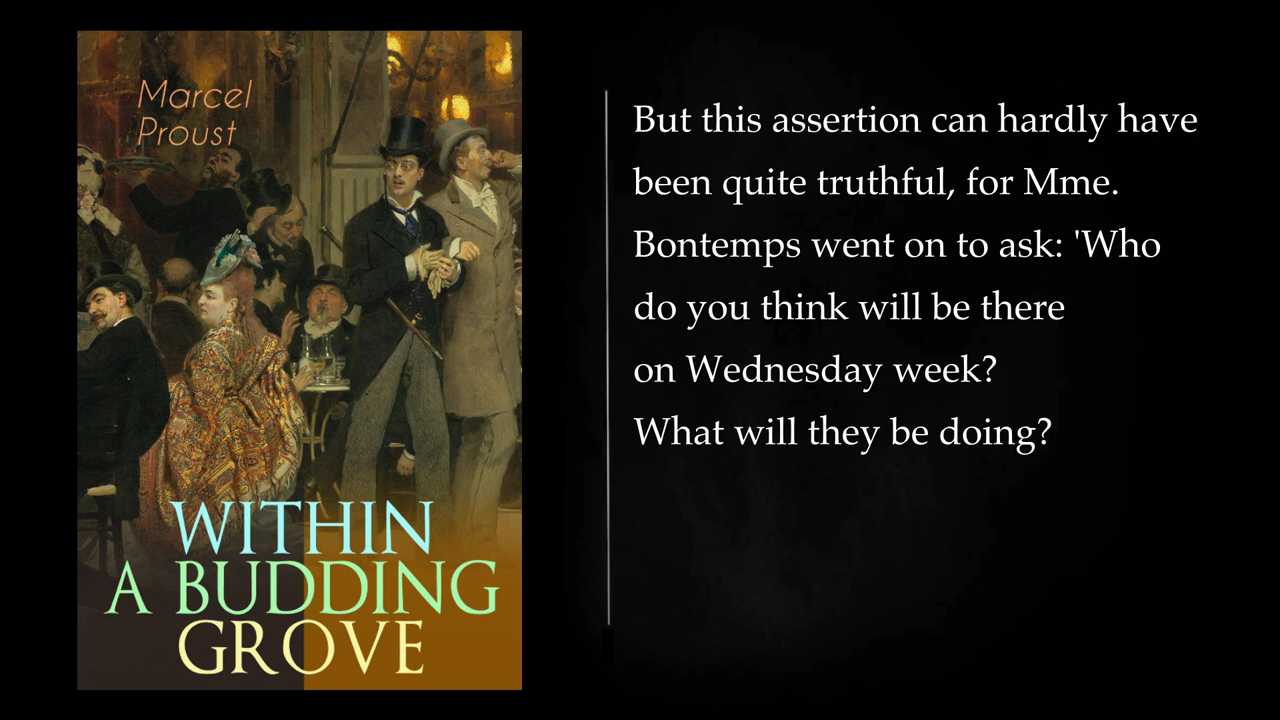 Marcel
Proust
WITHIN
A BUDDING
GROVE
But this assertion can hardly have
been quite truthful, for Mme.
Bontemps went on to ask: 'Who
do you think will be there
on Wednesday week?
What will they be doing?